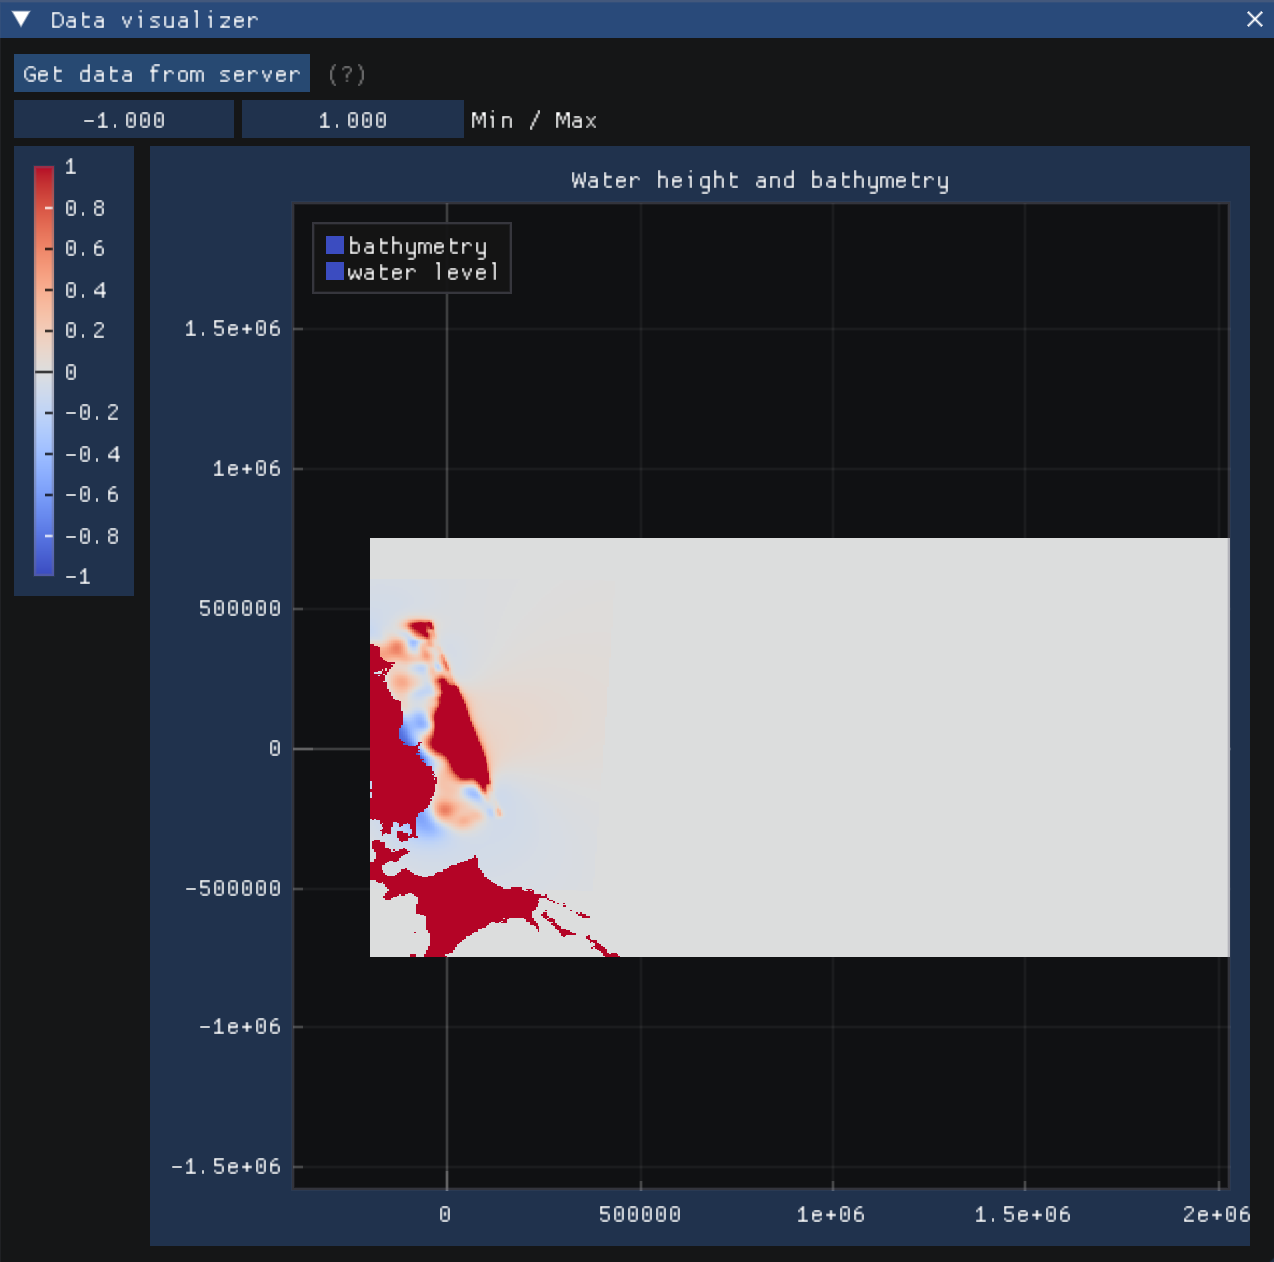 Data visualizer
Get data from server (?)
-1.000 1.000 Min / Max
1
0.8
0.6
0.4
0.2
0
-0.2
-0.4
-0.6
-0.8
-1
Water height and bathymetry
bathymetry
water level
1.5e+06
1e+06
500000
0
-500000
-1e+06
-1.5e+06
0 500000 1e+06 1.5e+06 2e+06